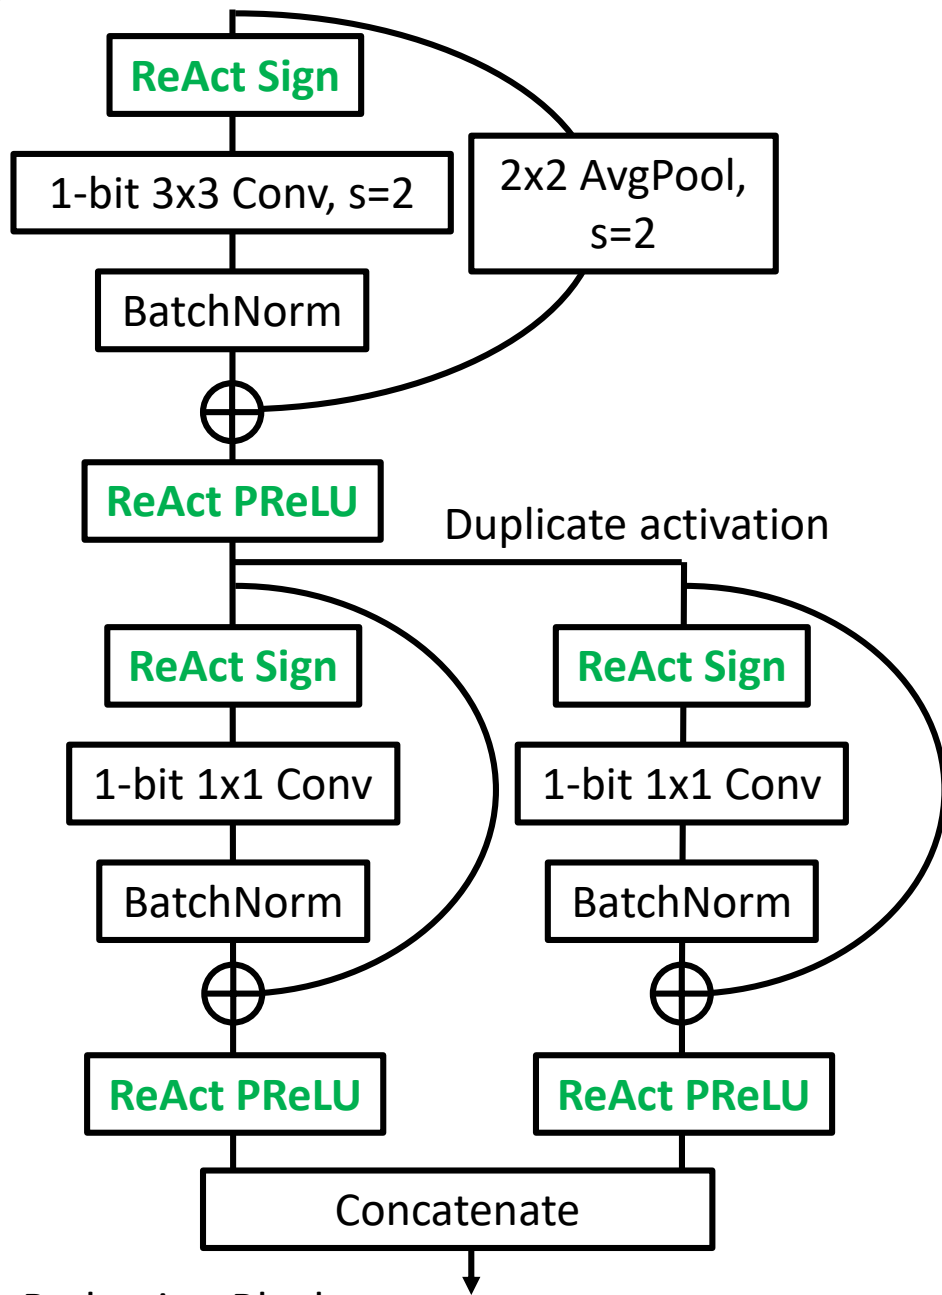 ReAct Sign
1-bit 3x3 Conv, s=2
2x2 AvgPool,
s=2
BatchNorm
ReAct PReLU
Duplicate activation
ReAct Sign
ReAct Sign
1-bit 1x1 Conv
1-bit 1x1 Conv
BatchNorm
BatchNorm
ReAct PReLU
ReAct PReLU
Concatenate